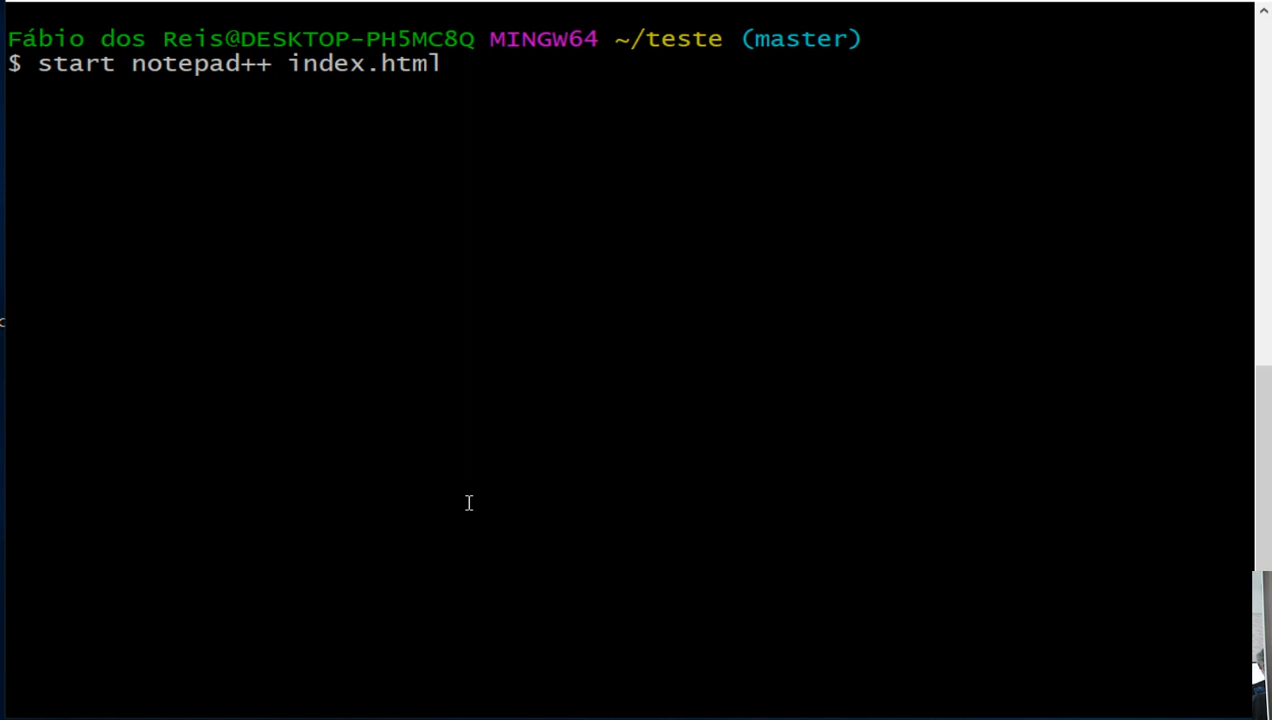 Fábio dos Reis@DESKTOP-PH5MC8Q MINGW64 ~/teste (master)
$ start notepad++ index.html